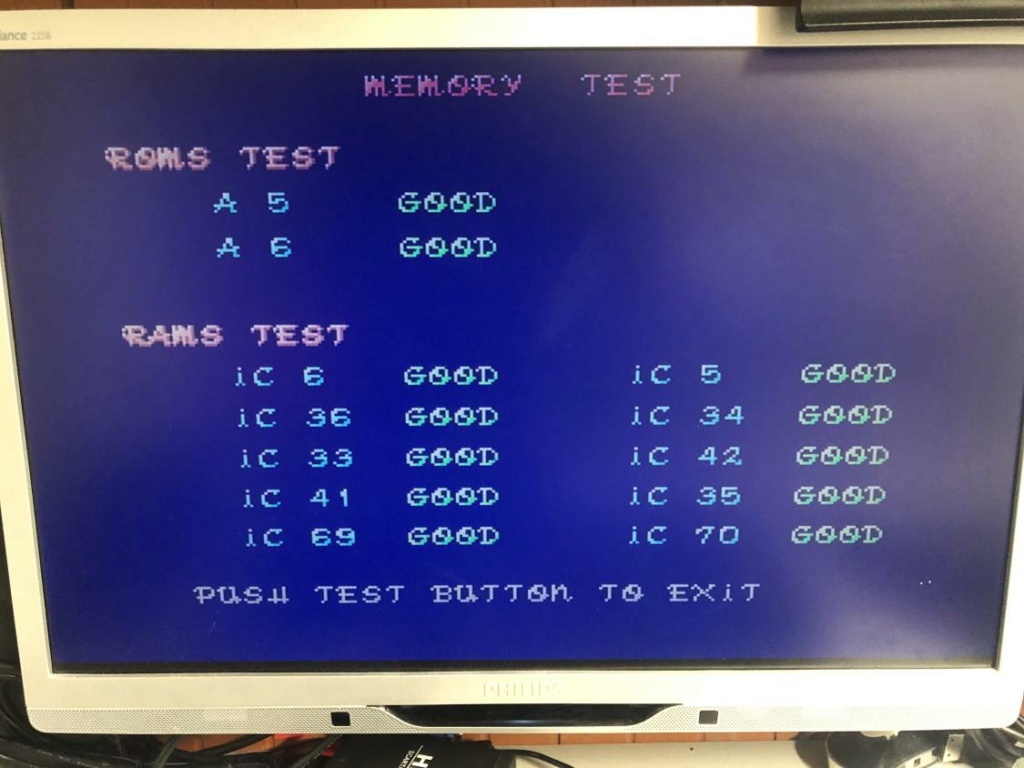 MEMORY TEST
ROMS TEST
A 5 GOOD
A 6 GOOD
RAMS TEST
iC 6 GOOD iC 5 GOOD
iC 36 GOOD iC 34 GOOD
iC 33 GOOD iC 42 GOOD
iC 41 GOOD iC 35 GOOD
iC 69 GOOD iC 70 GOOD
PUSH TEST BUTTON TO EXiT
PHILIPS